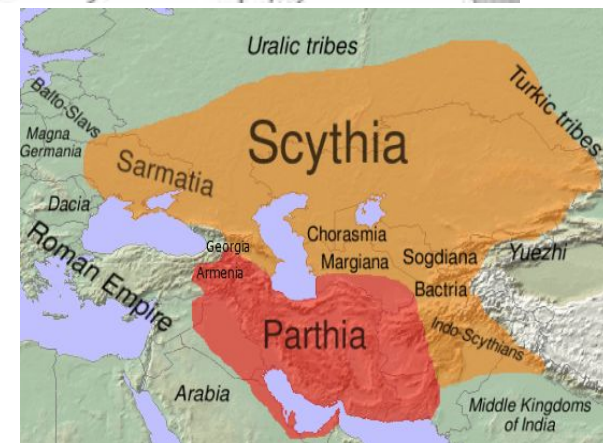 Uralic tribes
Turkic tribes
Balto-Slavs
Magna
Germania
Scythia
Sarmatia
Dacia
Roman Empire
Georgia
Armenia
Chorasmia
Margiana
Sogdiana
Yuezhi
Bactria
Parthia
Indo-Scythians
Arabia
Middle Kingdoms
of India